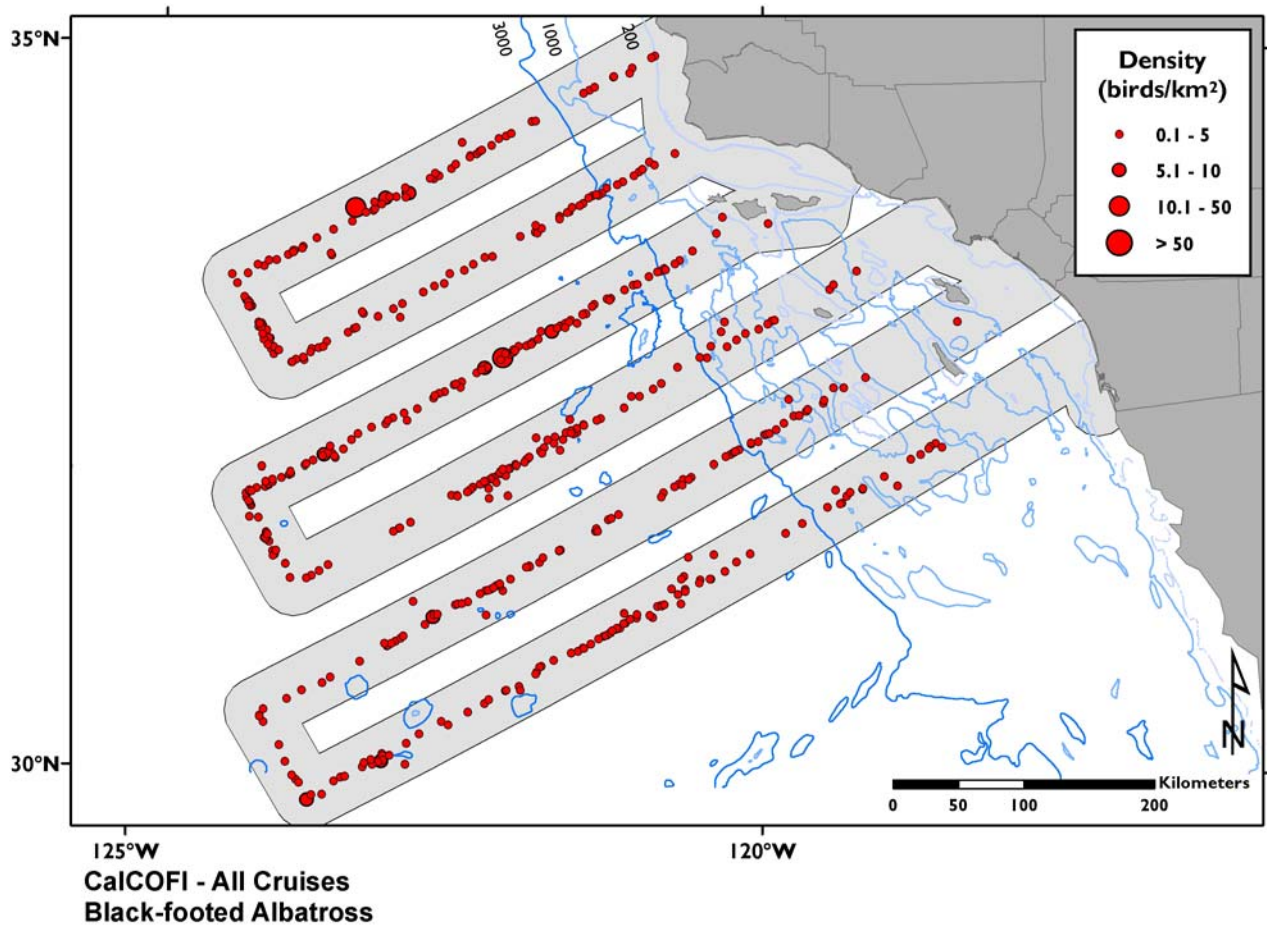 35°N
3000
1000
200
Density
(birds/km²)
0.1 - 5
5.1 - 10
10.1 - 50
> 50
30°N
N
Kilometers
0 50 100 200
125°W
120°W
CalCOFI - All Cruises
Black-footed Albatross